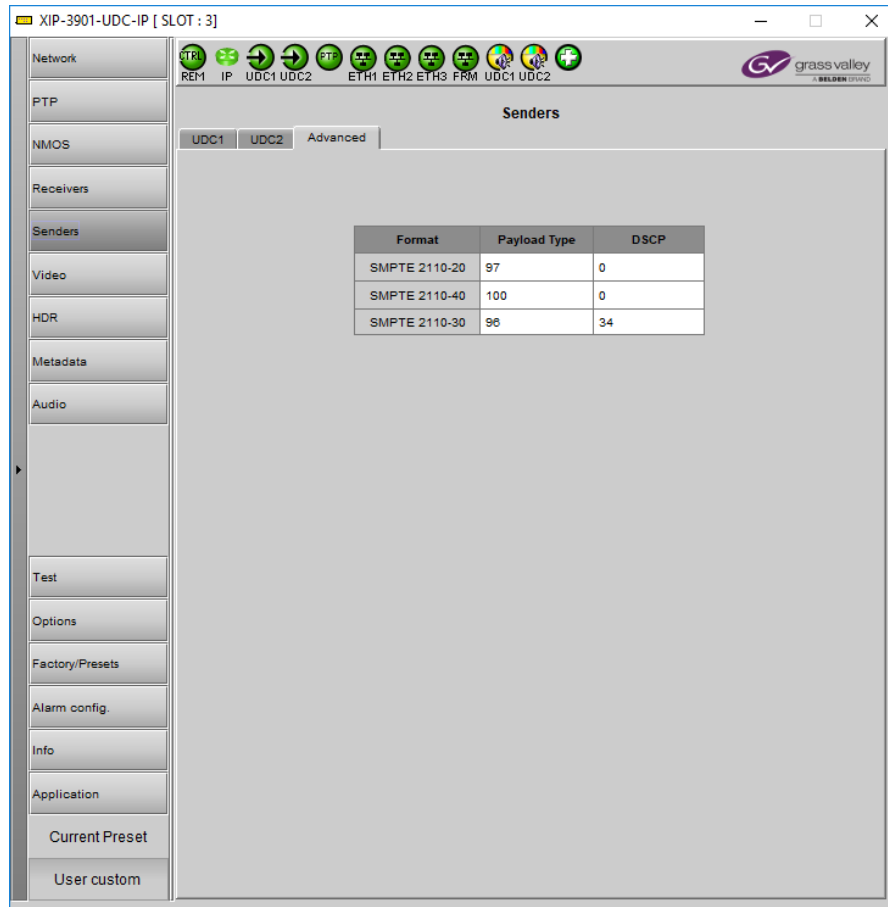 XIP-3901-UDC-IP [ SLOT : 3]
Network
PTP
NMOS
Receivers
Senders
Video
HDR
Metadata
Audio
Test
Options
Factory/Presets
Alarm config.
Info
Application
Current Preset
User custom
CTRL PTP
REM IP UDC1 UDC2 ETH1 ETH2 ETH3 FRM UDC1 UDC2
GV grass valley
A BELDEN BRAND
Senders
UDC1 UDC2 Advanced
Format Payload Type DSCP
SMPTE 2110-20 97 0
SMPTE 2110-40 100 0
SMPTE 2110-30 96 34